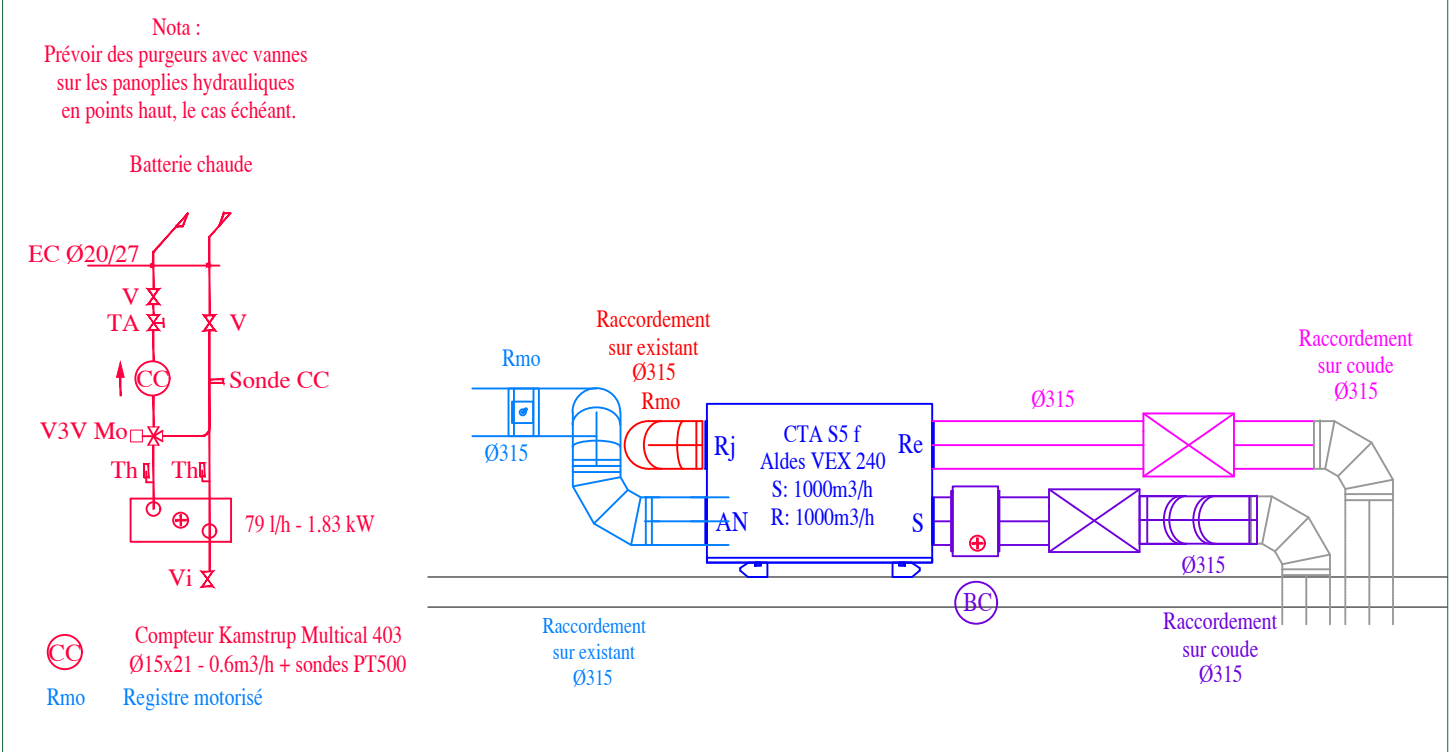 Nota :
Prévoir des purgeurs avec vannes
sur les panoplies hydrauliques
en points haut, le cas échéant.
Batterie chaude
EC Ø20/27
V
TA
V
CC
Sonde CC
V3V Mo
Th
Th
79 l/h - 1.83 kW
Vi
CC
Compteur Kamstrup Multical 403
Ø15x21 - 0.6m3/h + sondes PT500
Rmo
Registre motorisé
Rmo
Ø315
Raccordement
sur existant
Ø315
Rmo
Rj
AN
CTA S5 f
Aldes VEX 240
S: 1000m3/h
R: 1000m3/h
Re
S
Ø315
Raccordement
sur coude
Ø315
Ø315
BC
Raccordement
sur existant
Ø315
Raccordement
sur coude
Ø315